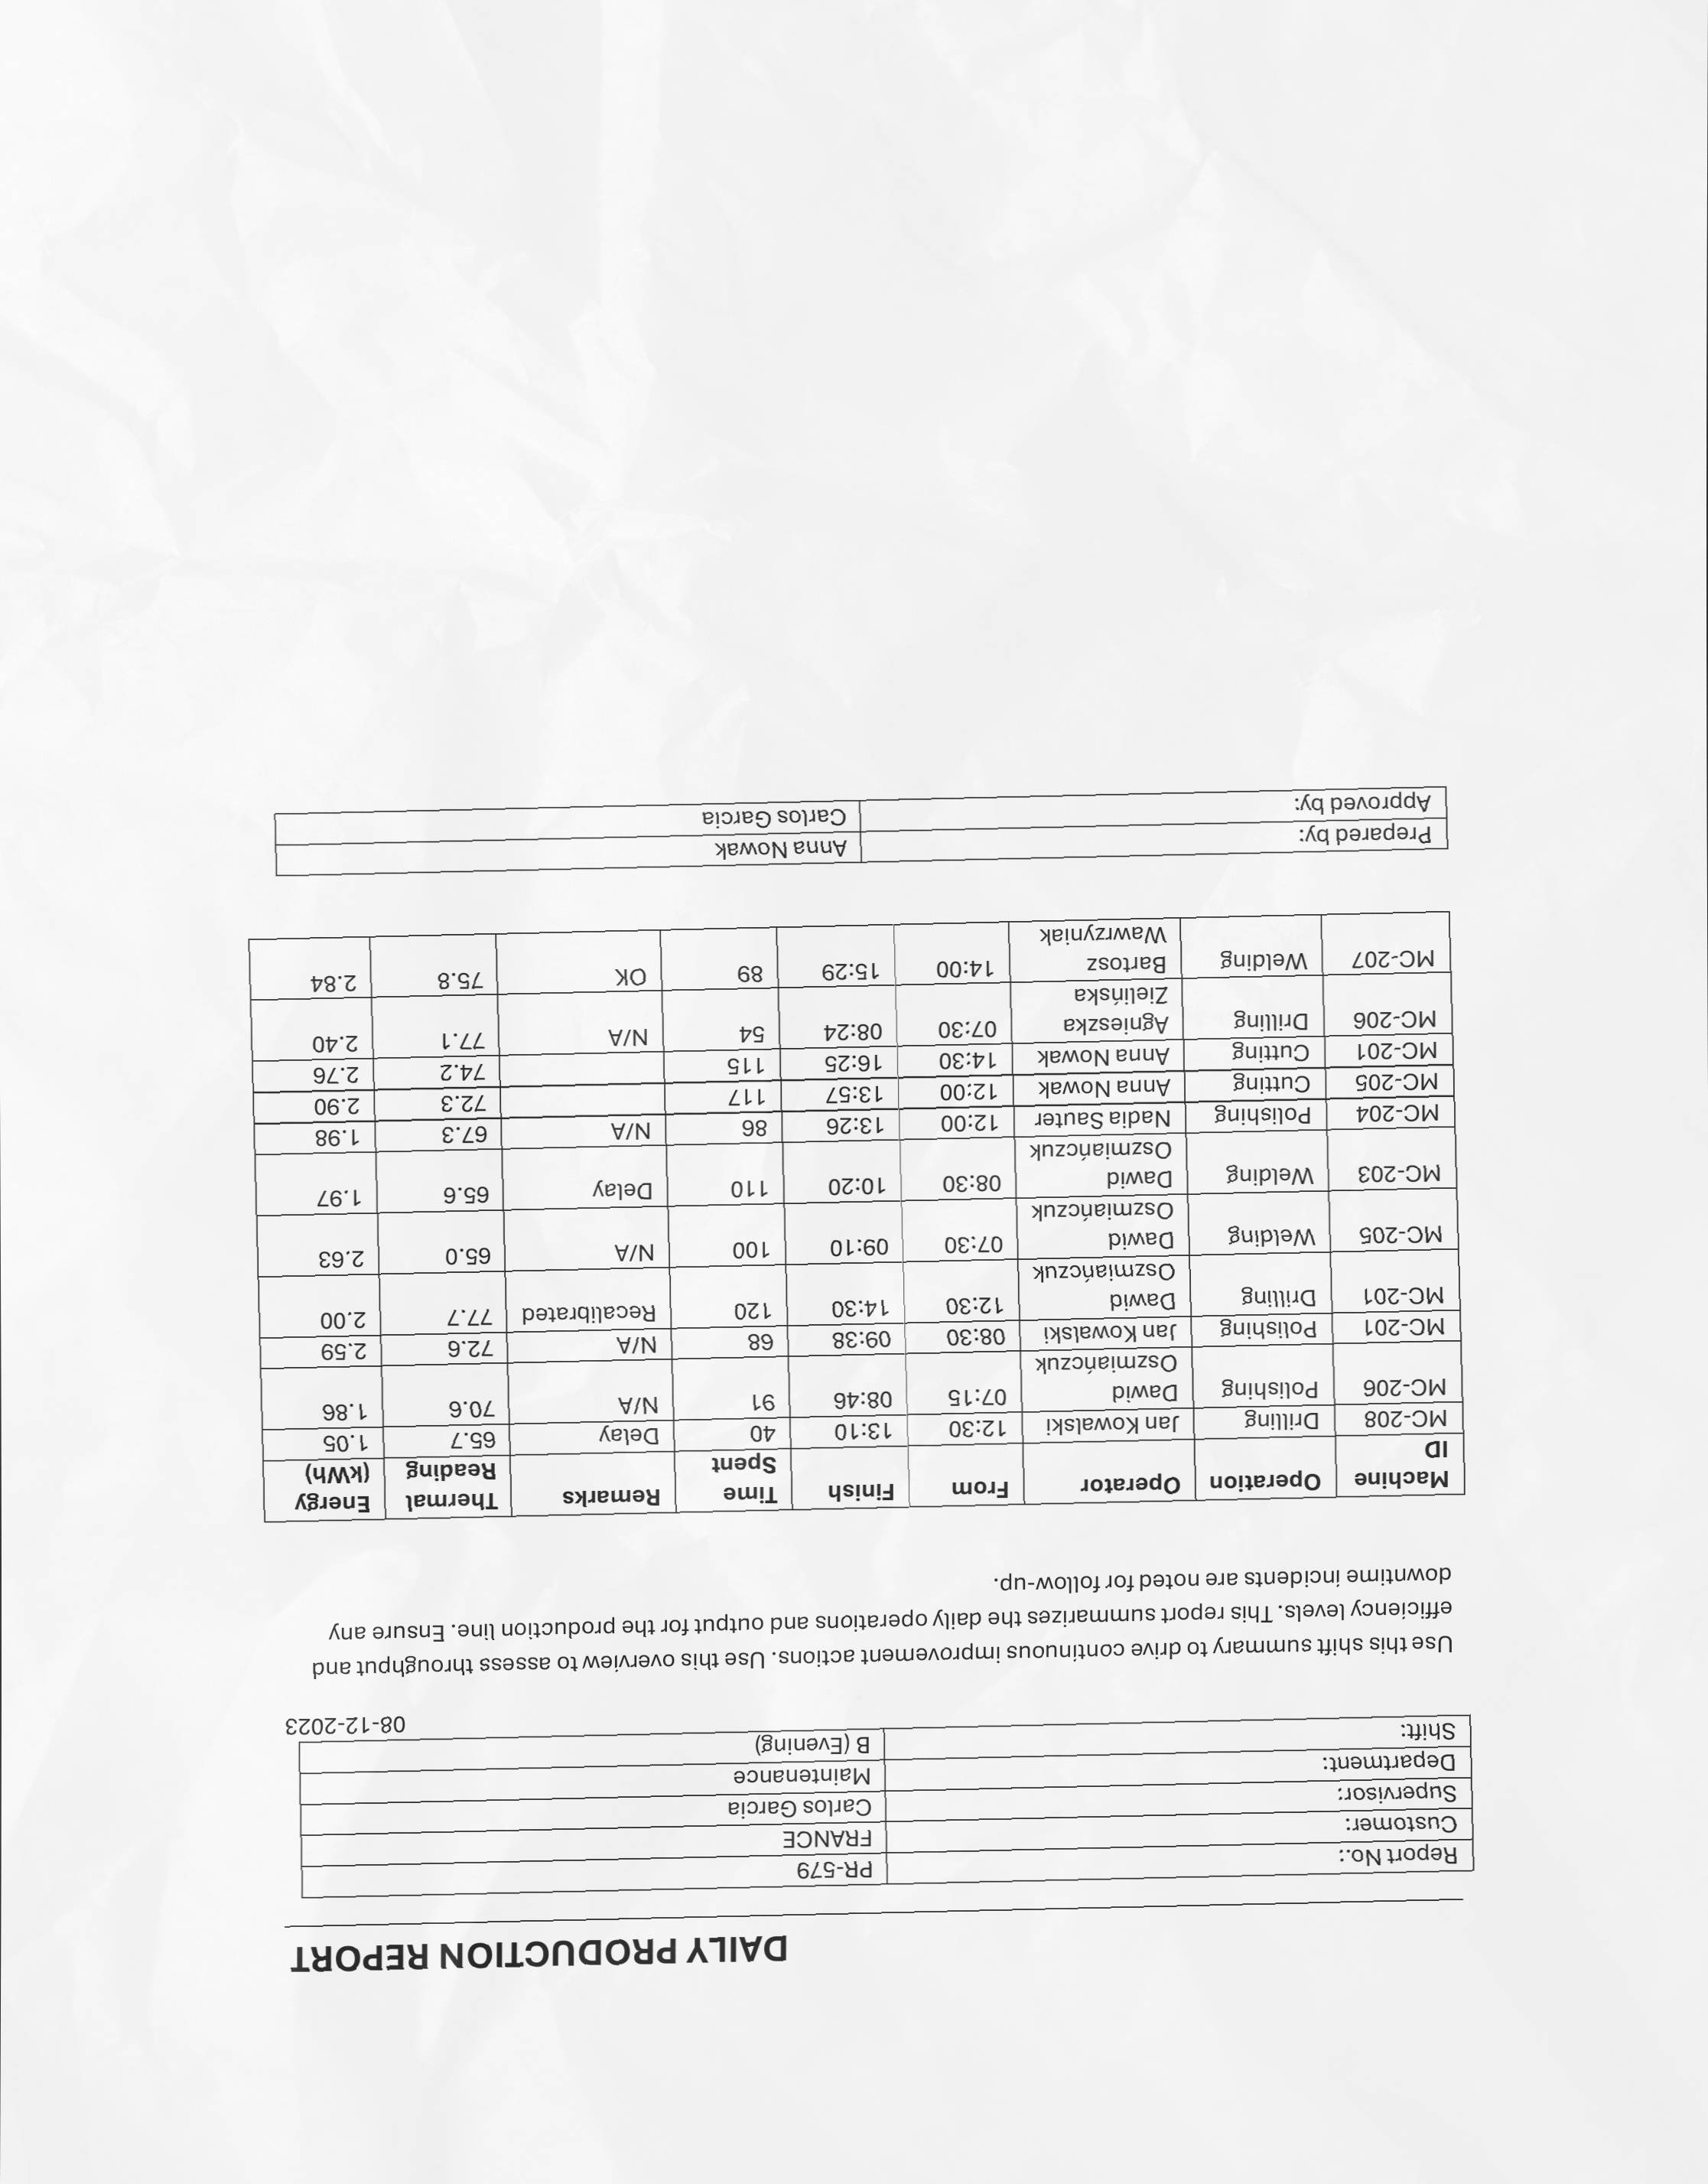 DAILY PRODUCTION REPORT
Report No.: PR-579
Customer: FRANCE
Supervisor: Carlos Garcia
Department: Maintenance
Shift: B (Evening)
08-12-2023
Use this shift summary to drive continuous improvement actions. Use this overview to assess throughput and
efficiency levels. This report summarizes the daily operations and output for the production line. Ensure any
downtime incidents are noted for follow-up.
Machine ID Operation Operator From Finish Time Spent Remarks Thermal Reading Energy (kWh)
MC-208 Drilling Jan Kowalski 12:30 13:10 40 Delay 65.7 1.05
MC-206 Polishing Dawid Oszmiańczuk 07:15 08:46 91 N/A 70.6 1.86
MC-201 Polishing Jan Kowalski 08:30 09:38 68 N/A 72.6 2.59
MC-201 Drilling Dawid Oszmiańczuk 12:30 14:30 120 Recalibrated 77.7 2.00
MC-205 Welding Dawid Oszmiańczuk 07:30 09:10 100 N/A 65.0 2.63
MC-203 Welding Dawid Oszmiańczuk 08:30 10:20 110 Delay 65.6 1.97
MC-204 Polishing Nadia Sauter 12:00 13:26 86 N/A 67.3 1.98
MC-205 Cutting Anna Nowak 12:00 13:57 117 72.3 2.90
MC-201 Cutting Anna Nowak 14:30 16:25 115 74.2 2.76
MC-206 Drilling Agnieszka Zielińska 07:30 08:24 54 N/A 77.1 2.40
MC-207 Welding Bartosz Wawrzyniak 14:00 15:29 89 OK 75.8 2.84
Prepared by: Anna Nowak
Approved by: Carlos Garcia